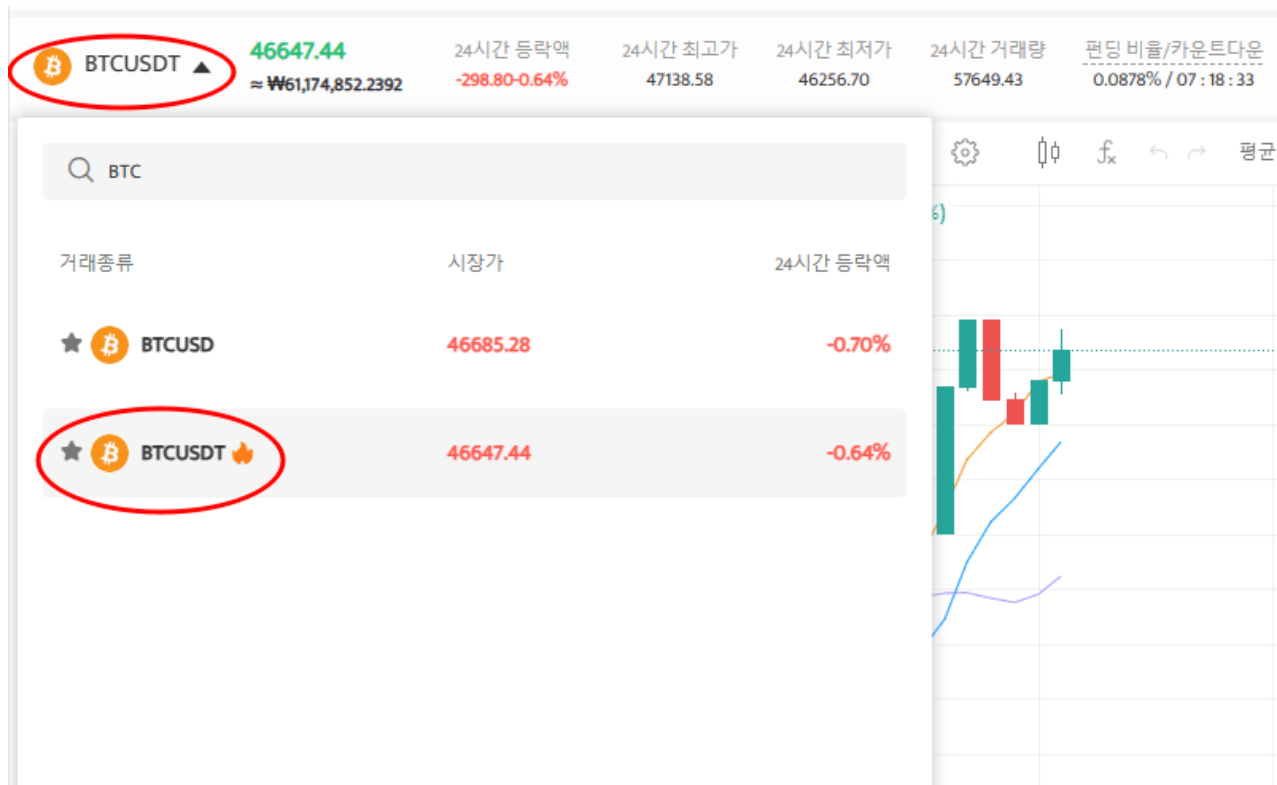 BTCUSDT ▲
46647.44
≈ ₩61,174,852.2392
24시간 등락액
-298.80-0.64%
24시간 최고가
47138.58
24시간 최저가
46256.70
24시간 거래량
57649.43
펀딩 비율/카운트다운
0.0878% / 07 : 18 : 33
BTC
fx
평균
%)
거래종류 시장가 24시간 등락액
BTCUSD 46685.28 -0.70%
BTCUSDT 46647.44 -0.64%